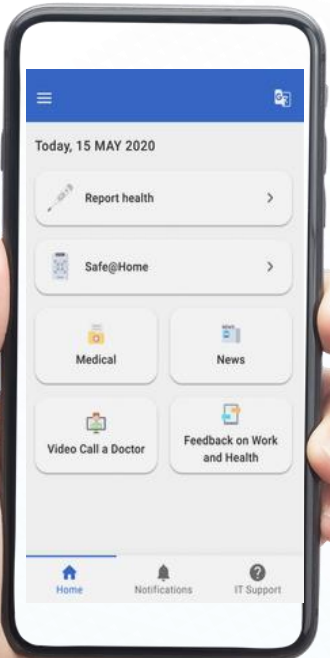 Today, 15 MAY 2020
Report health
Safe@Home
Medical
NEWS
News
Video Call a Doctor
Feedback on Work
and Health
Home
Notifications
IT Support